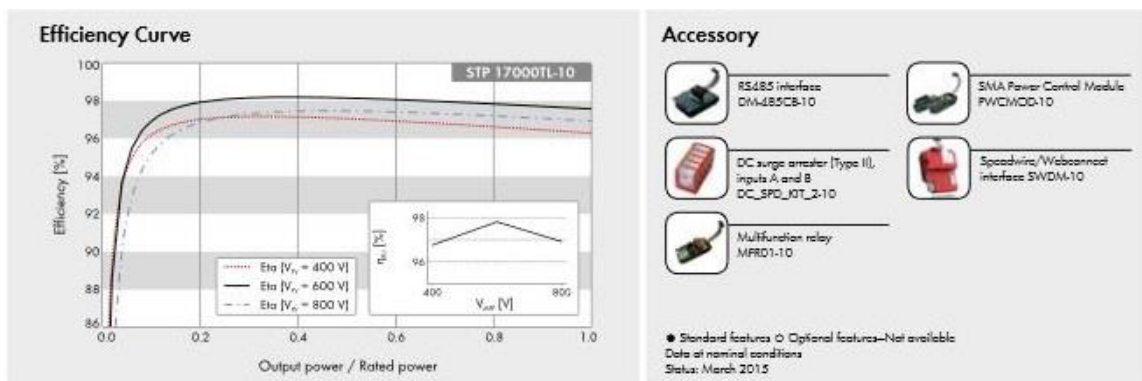 Efficiency Curve
STP 17000TL-10
100
98
96
94
92
90
88
86
Efficiency [%]
0.0
0.2
0.4
0.6
0.8
1.0
Output power / Rated power
Eta [V = 400 V]
Eta [V = 600 V]
Eta [V = 800 V]
98
96
[%]
400
800
[V]
Accessory
RS485 interface
DM-485CB-10
SMA Power Control Module
PWCMOD-10
DC surge arrester (Type II),
inputs A and B
DC_SPD_KIT_2-10
Speedwire/Webconnect
interface SWDM-10
Multifunction relay
MFR01-10
● Standard features ○ Optional features—Not available
Data at nominal conditions
Status: March 2015